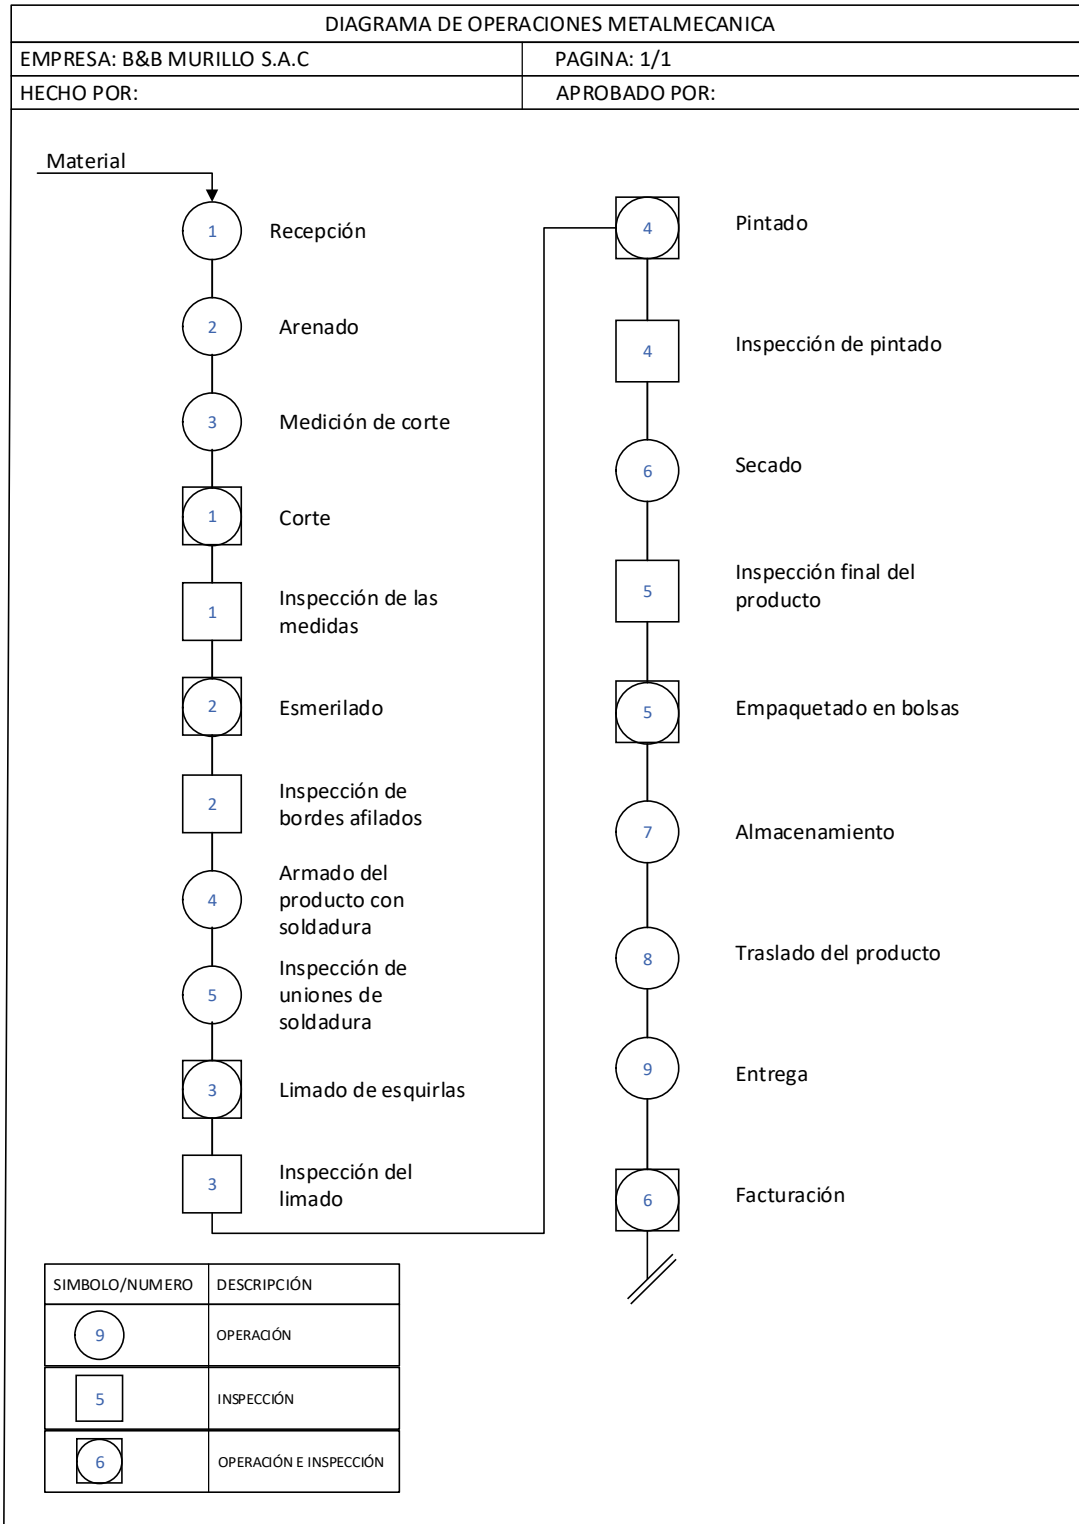 DIAGRAMA DE OPERACIONES METALMECANICA
EMPRESA: B&B MURILLO S.A.C
PAGINA: 1/1
HECHO POR:
APROBADO POR:
Material
1
Recepción
2
Arenado
3
Medición de corte
1
Corte
1
Inspección de las
medidas
2
Esmerilado
2
Inspección de
bordes afilados
4
Armado del
producto con
soldadura
5
Inspección de
uniones de
soldadura
3
Limado de esquirlas
3
Inspección del
limado
4
Pintado
4
Inspección de pintado
6
Secado
5
Inspección final del
producto
5
Empaquetado en bolsas
7
Almacenamiento
8
Traslado del producto
9
Entrega
6
Facturación
SIMBOLO/NUMERO
DESCRIPCIÓN
9
OPERACIÓN
5
INSPECCIÓN
6
OPERACIÓN E INSPECCIÓN